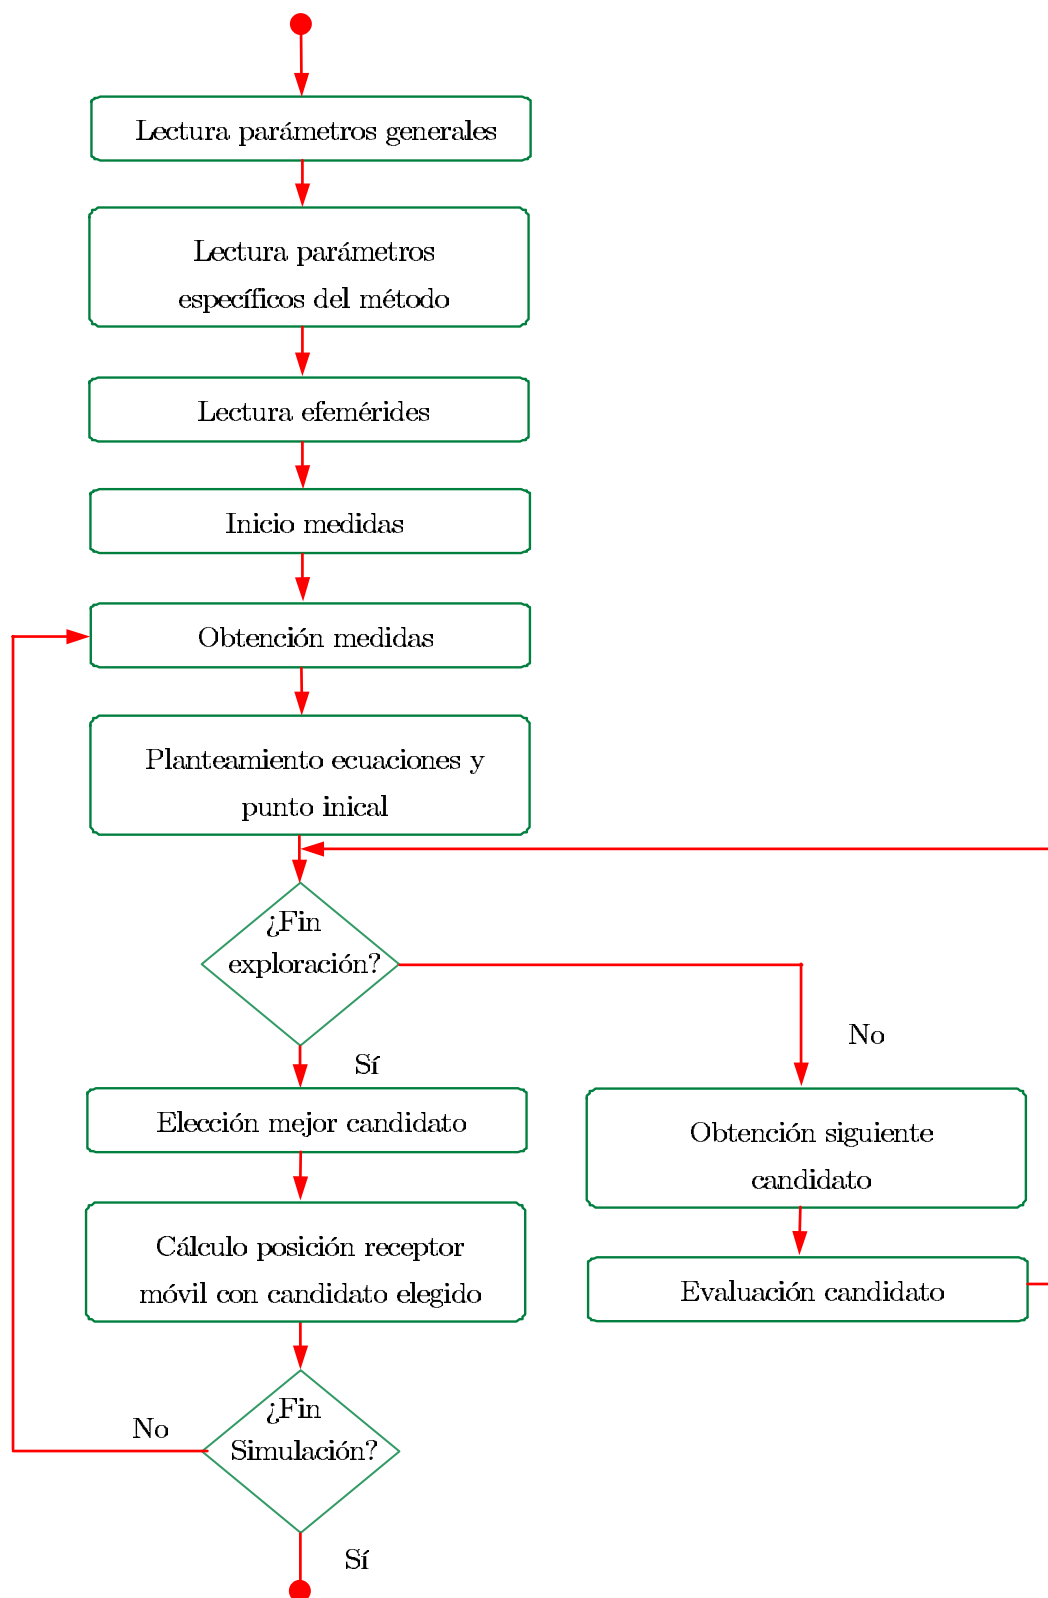 Lectura parámetros generales
Lectura parámetros
específicos del método
Lectura efemérides
Inicio medidas
Obtención medidas
Planteamiento ecuaciones y
punto inical
¿Fin
exploración?
No
Sí
Elección mejor candidato
Obtención siguiente
candidato
Cálculo posición receptor
móvil con candidato elegido
Evaluación candidato
¿Fin
Simulación?
No
Sí